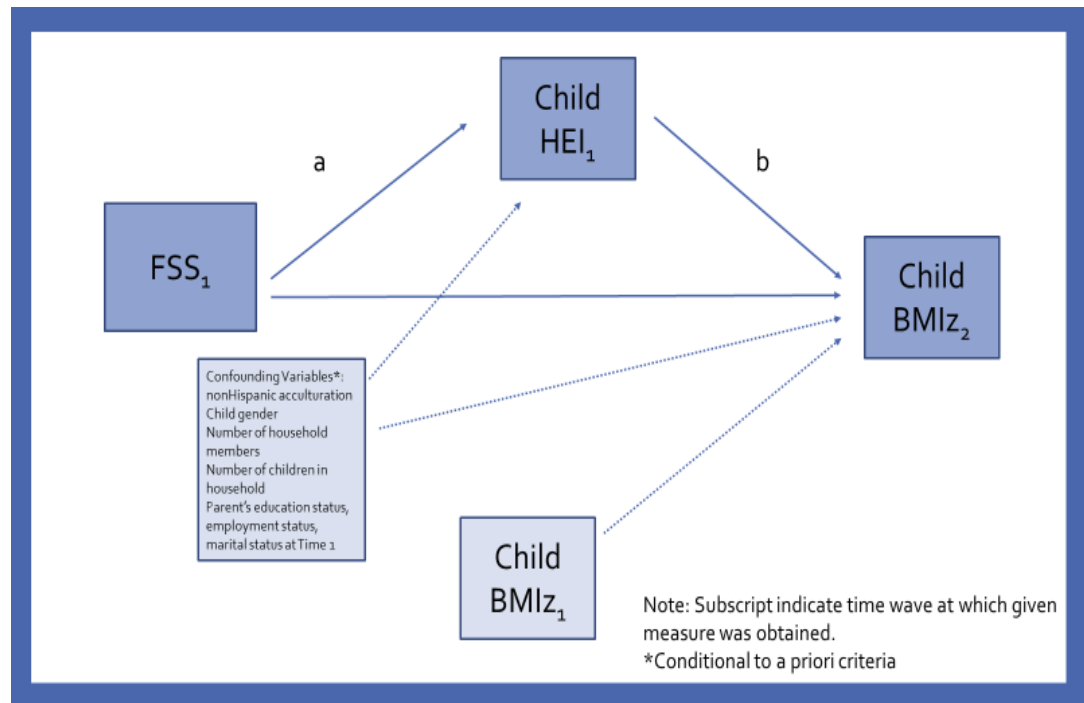 Child
HEI₁
a
b
FSS₁
Child
BMIz₂
Confounding Variables*:
nonHispanic acculturation
Child gender
Number of household
members
Number of children in
household
Parent's education status,
employment status,
marital status at Time 1
Child
BMIz₁
Note: Subscript indicate time wave at which given
measure was obtained.
*Conditional to a priori criteria